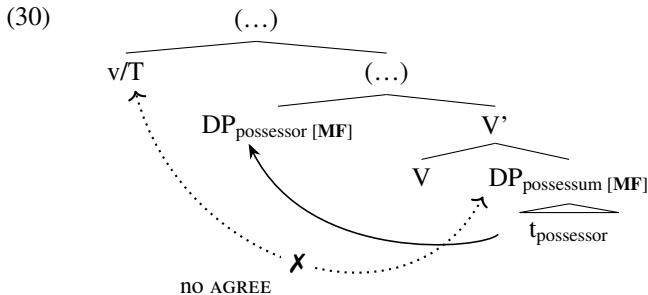 (30)
(…)
v/T
(…)
DPpossessor [MF]
V’
V
DPpossessum [MF]
tpossessor
✗
no AGREE